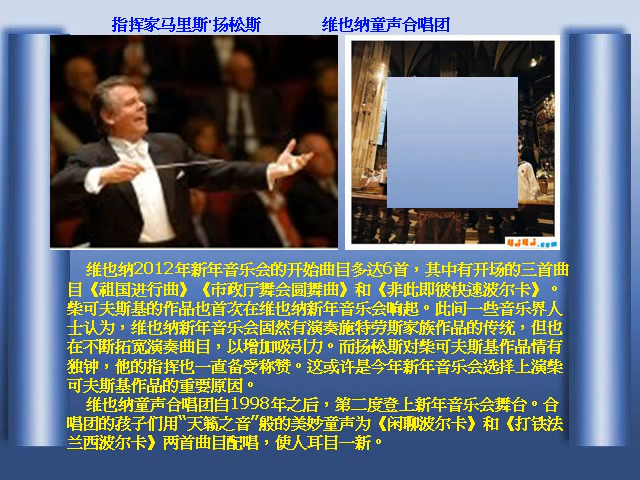 指挥家马里斯·扬松斯 维也纳童声合唱团
4j4j.com
维也纳2012年新年音乐会的开始曲目多达6首，其中有开场的三首曲
目《祖国进行曲》《市政厅舞会圆舞曲》和《非此即彼快速波尔卡》。
柴可夫斯基的作品也首次在维也纳新年音乐会响起。此间一些音乐界人
士认为，维也纳新年音乐会固然有演奏施特劳斯家族作品的传统，但也
在不断拓宽演奏曲目，以增加吸引力。而扬松斯对柴可夫斯基作品情有
独钟，他的指挥也一直备受称赞。这或许是今年新年音乐会选择上演柴
可夫斯基作品的重要原因。
维也纳童声合唱团自1998年之后，第二度登上新年音乐会舞台。合
唱团的孩子们用“天籁之音”般的美妙童声为《闲聊波尔卡》和《打铁法
兰西波尔卡》两首曲目配唱，使人耳目一新。